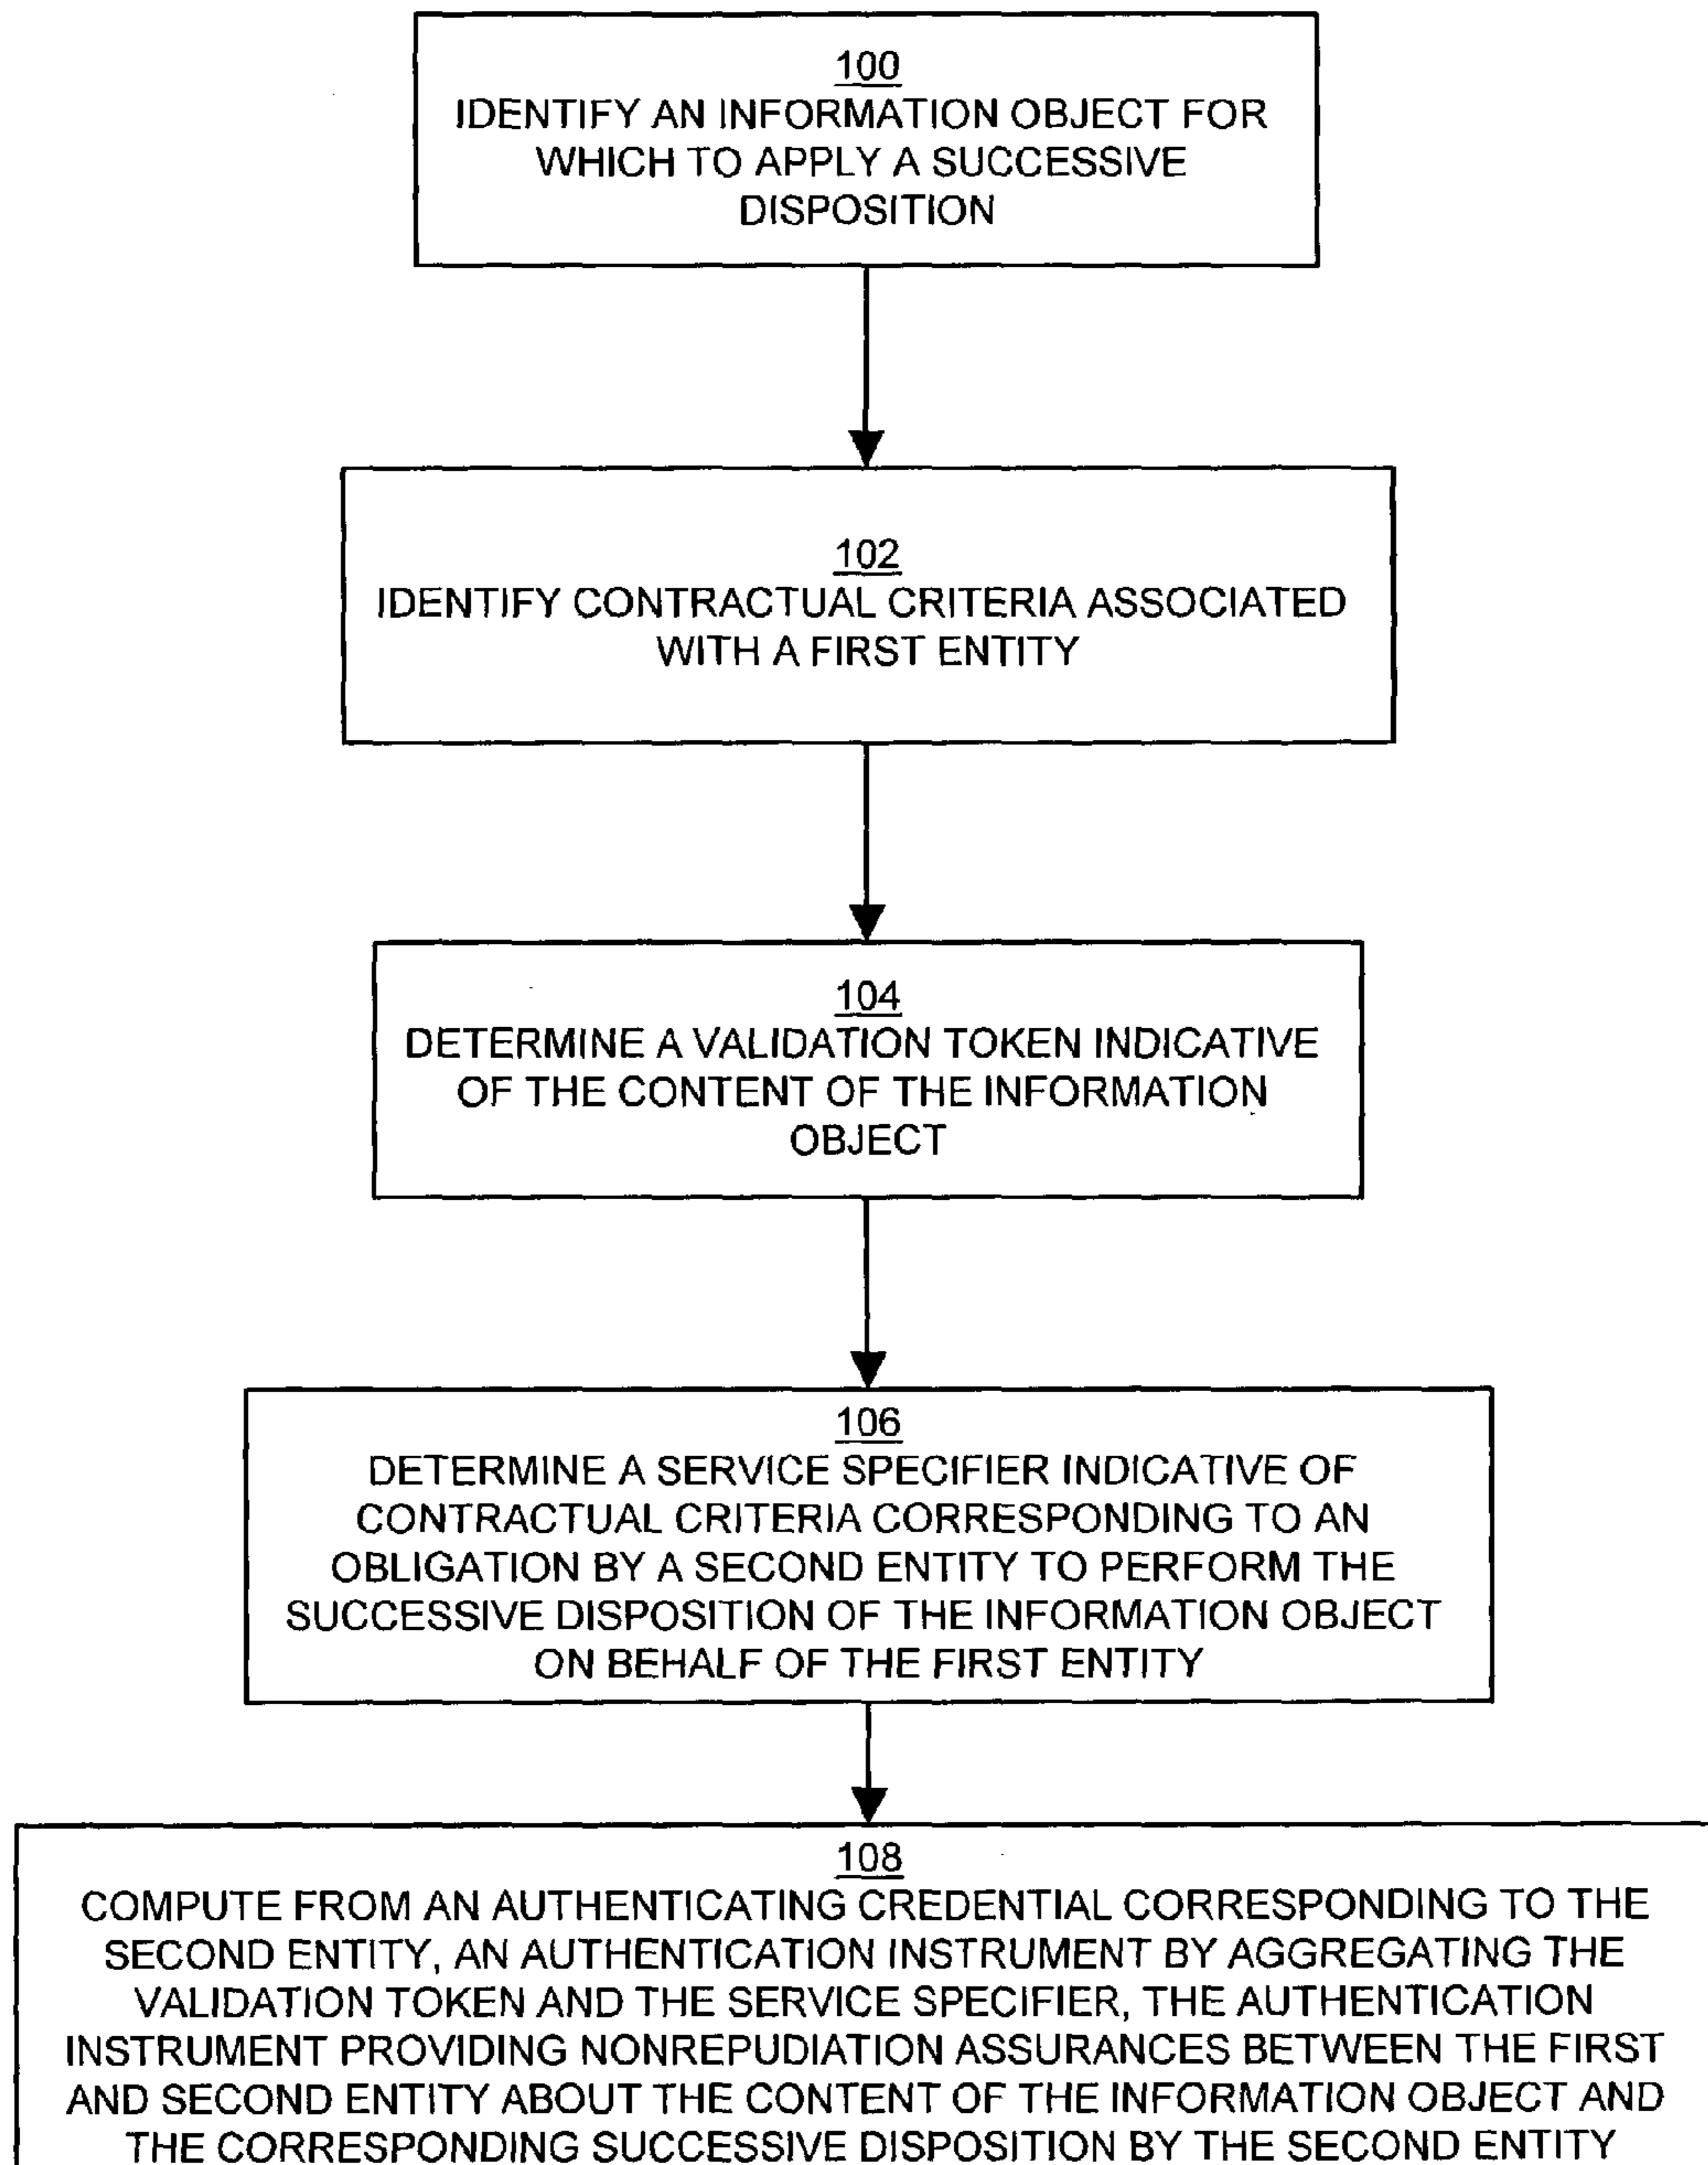 100
IDENTIFY AN INFORMATION OBJECT FOR
WHICH TO APPLY A SUCCESSIVE
DISPOSITION
102
IDENTIFY CONTRACTUAL CRITERIA ASSOCIATED
WITH A FIRST ENTITY
104
DETERMINE A VALIDATION TOKEN INDICATIVE
OF THE CONTENT OF THE INFORMATION
OBJECT
106
DETERMINE A SERVICE SPECIFIER INDICATIVE OF
CONTRACTUAL CRITERIA CORRESPONDING TO AN
OBLIGATION BY A SECOND ENTITY TO PERFORM THE
SUCCESSIVE DISPOSITION OF THE INFORMATION OBJECT
ON BEHALF OF THE FIRST ENTITY
108
COMPUTE FROM AN AUTHENTICATING CREDENTIAL CORRESPONDING TO THE
SECOND ENTITY, AN AUTHENTICATION INSTRUMENT BY AGGREGATING THE
VALIDATION TOKEN AND THE SERVICE SPECIFIER, THE AUTHENTICATION
INSTRUMENT PROVIDING NONREPUDIATION ASSURANCES BETWEEN THE FIRST
AND SECOND ENTITY ABOUT THE CONTENT OF THE INFORMATION OBJECT AND
THE CORRESPONDING SUCCESSIVE DISPOSITION BY THE SECOND ENTITY